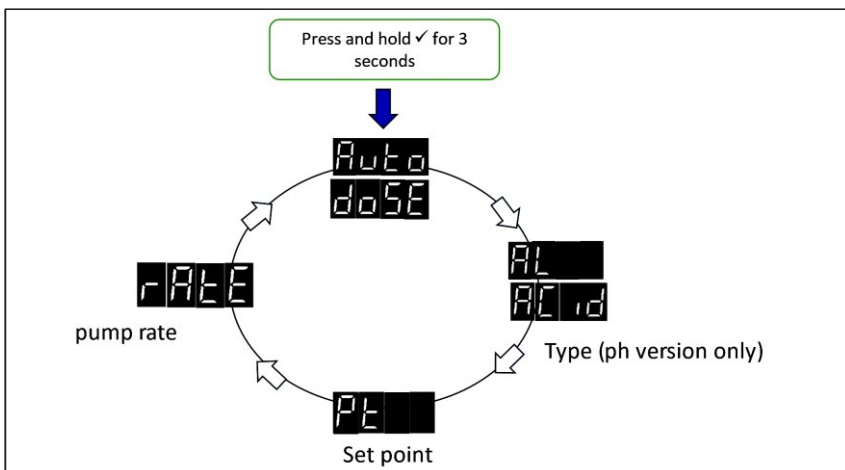 Press and hold ✓ for 3
seconds
Auto
doSE
AL
rAtE
ACid
pump rate
Type (ph version only)
Pt
Set point